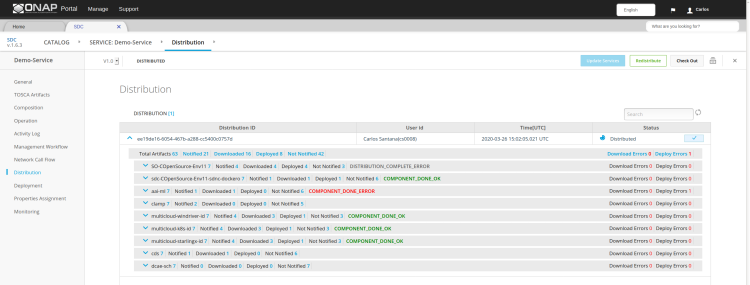 ONAP Portal Manage Support English Carlos
Home SDC × What are you looking for?
SDC
v.1.6.3
CATALOG SERVICE: Demo-Service Distribution
Demo-Service V1.0 DISTRIBUTED Update Services Redistribute Check Out ×
General
TOSCA Artifacts
Composition
Operation
Activity Log
Management Workflow
Network Call Flow
Distribution
Deployment
Properties Assignment
Monitoring
Distribution
DISTRIBUTION [1] Search
Distribution ID User id Time[UTC] Status
Carlos Santana(cs0008) 2020-03-26 15:02:05.021 UTC Distributed
Total Artifacts 63 Notified 21 Downloaded 16 Deployed 8 Not Notified 42 Download Errors 0 Deploy Errors 1
SO-COpenSource-Env11 7 Notified 6 Downloaded 4 Deployed 4 Not Notified 3 DISTRIBUTION_COMPLETE_ERROR Download Errors 0 Deploy Errors 0
sdc-COpenSource-Env11-sdnc-dockero 7 Notified 1 Downloaded 1 Deployed 1 Not Notified 6 COMPONENT_DONE_OK Download Errors 0 Deploy Errors 0
aai-ml 7 Notified 1 Downloaded 1 Deployed 0 Not Notified 6 COMPONENT_DONE_ERROR Download Errors 0 Deploy Errors 1
clamp 7 Notified 2 Downloaded 0 Deployed 0 Not Notified 5 Download Errors 0 Deploy Errors 0
multicloud-windriver-id 7 Notified 4 Downloaded 3 Deployed 1 Not Notified 3 COMPONENT_DONE_OK Download Errors 0 Deploy Errors 0
multicloud-k8s-id 7 Notified 4 Downloaded 3 Deployed 1 Not Notified 3 COMPONENT_DONE_OK Download Errors 0 Deploy Errors 0
multicloud-starlingx-id 7 Notified 4 Downloaded 3 Deployed 1 Not Notified 3 COMPONENT_DONE_OK Download Errors 0 Deploy Errors 0
cds 7 Notified 1 Downloaded 1 Deployed 0 Not Notified 6 Download Errors 0 Deploy Errors 0
dcae-sch 7 Notified 0 Downloaded 0 Deployed 0 Not Notified 7 Download Errors 0 Deploy Errors 0